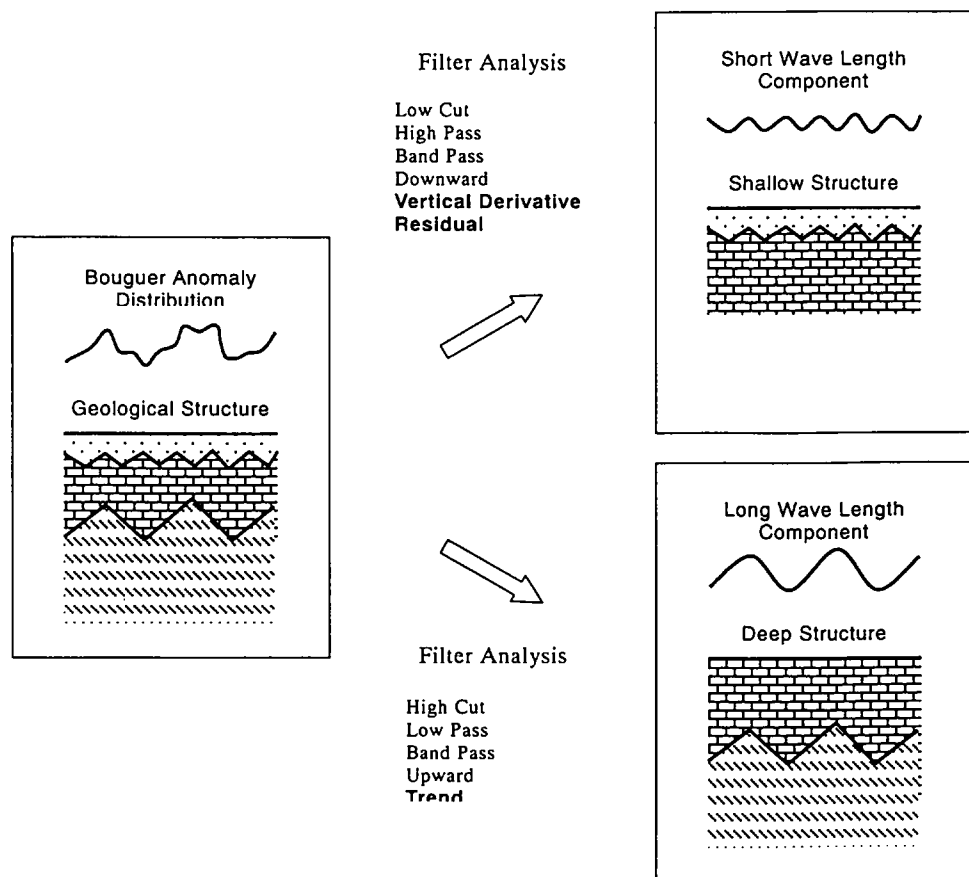 Bouguer Anomaly
Distribution
Geological Structure
Filter Analysis
Low Cut
High Pass
Band Pass
Downward
Vertical Derivative
Residual
Short Wave Length
Component
Shallow Structure
Filter Analysis
High Cut
Low Pass
Band Pass
Upward
Trend
Long Wave Length
Component
Deep Structure